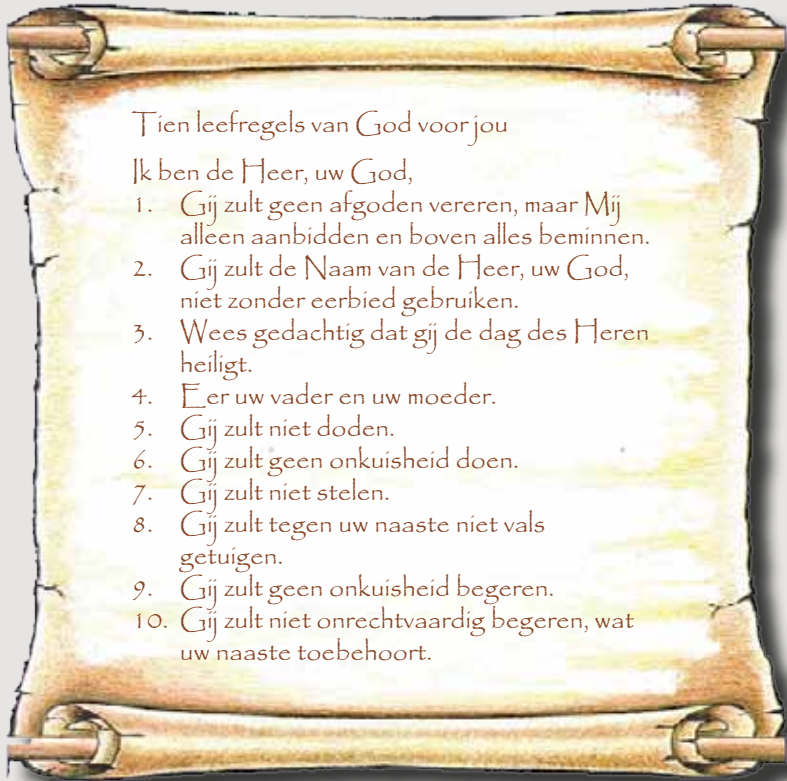 Tien leefregels van God voor jou
Ik ben de Heer, uw God,
1. Gij zult geen afgoden vereren, maar Mij
alleen aanbidden en boven alles beminnen.
2. Gij zult de Naam van de Heer, uw God,
niet zonder eerbied gebruiken.
3. Wees gedachtig dat gij de dag des Heren
heiligt.
4. Eer uw vader en uw moeder.
5. Gij zult niet doden.
6. Gij zult geen onkuisheid doen.
7. Gij zult niet stelen.
8. Gij zult tegen uw naaste niet vals
getuigen.
9. Gij zult geen onkuisheid begeren.
10. Gij zult niet onrechtvaardig begeren, wat
uw naaste toebehoort.